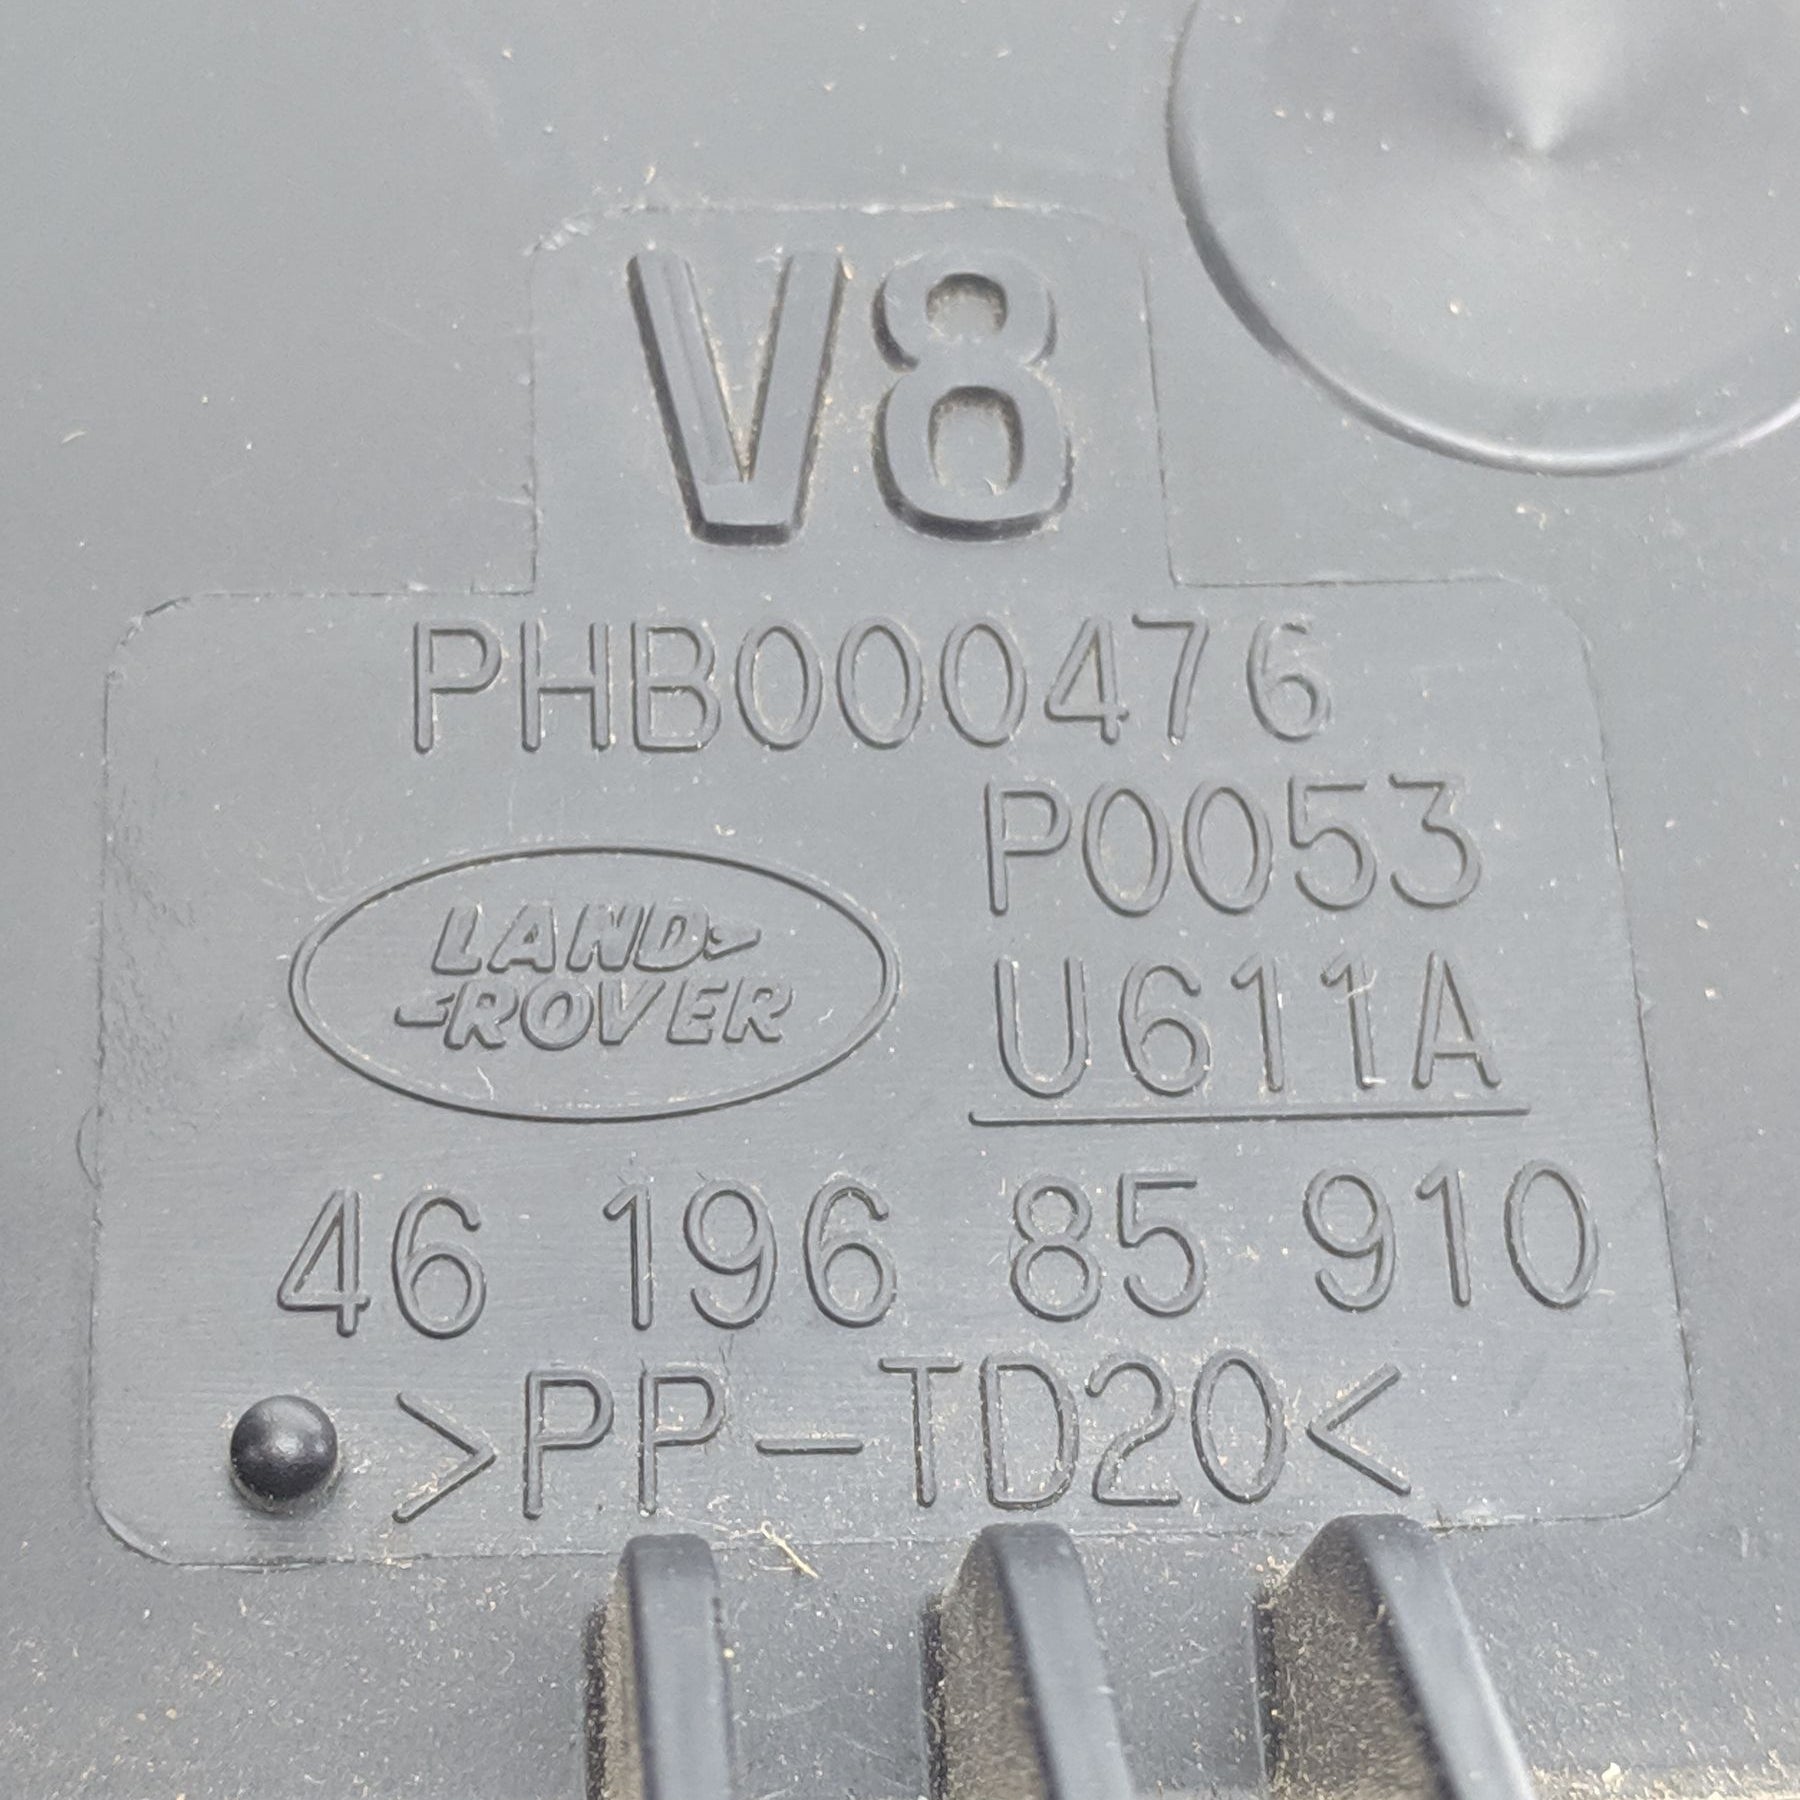 V8
PHB000476
P0053
LAND-
-ROVER
U611A
46 196 85 910
>PP-TD20<